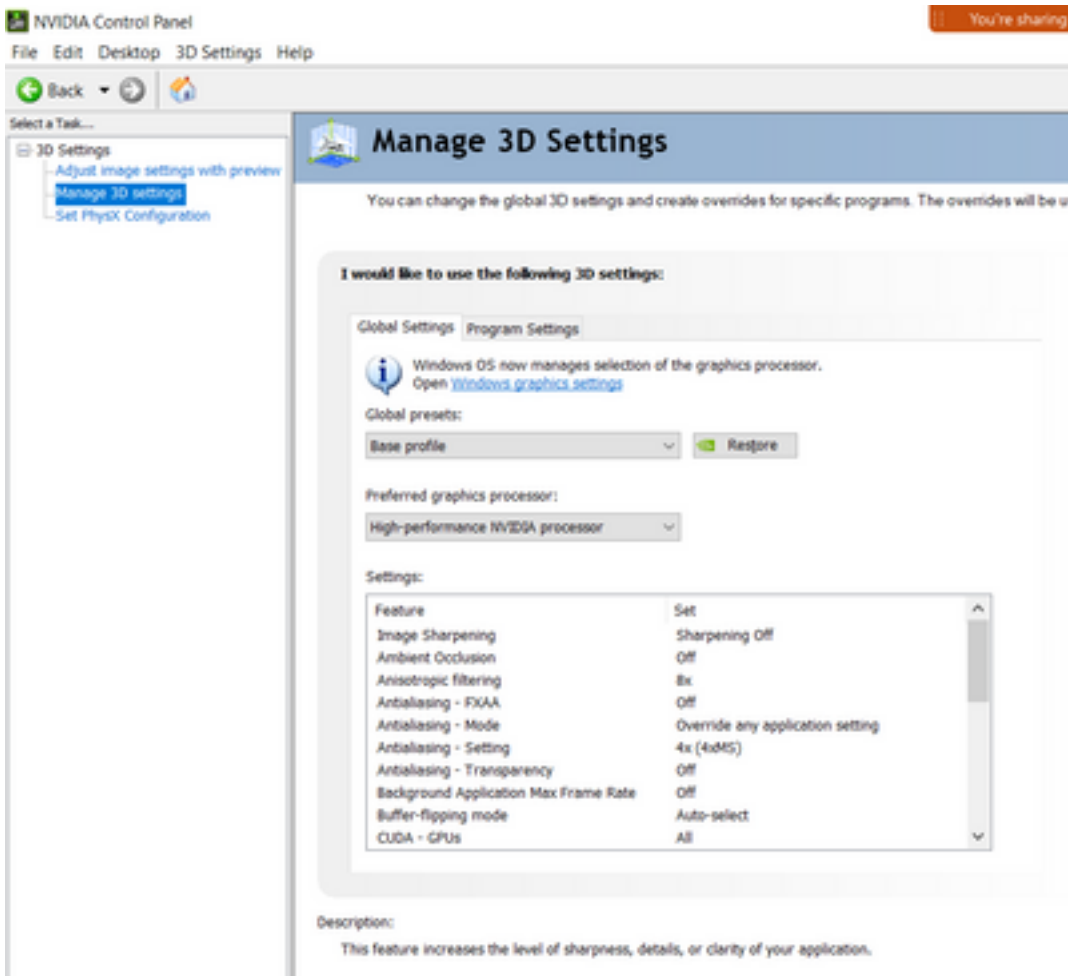 NVIDIA Control Panel
You're sharing
File Edit Desktop 3D Settings Help
Back
Select a Task...
3D Settings
Adjust image settings with preview
Manage 3D settings
Set PhysX Configuration
Manage 3D Settings
You can change the global 3D settings and create overrides for specific programs. The overrides will be u
I would like to use the following 3D settings:
Global Settings Program Settings
Windows OS now manages selection of the graphics processor.
Open Windows graphics settings
Global presets:
Base profile Restore
Preferred graphics processor:
High-performance NVIDIA processor
Settings:
Feature Set
Image Sharpening Sharpening Off
Ambient Occlusion Off
Anisotropic filtering 8x
Antialiasing - FXAA Off
Antialiasing - Mode Override any application setting
Antialiasing - Setting 4x (4xMS)
Antialiasing - Transparency Off
Background Application Max Frame Rate Off
Buffer-flipping mode Auto-select
CUDA - GPUs All
Description:
This feature increases the level of sharpness, details, or clarity of your application.